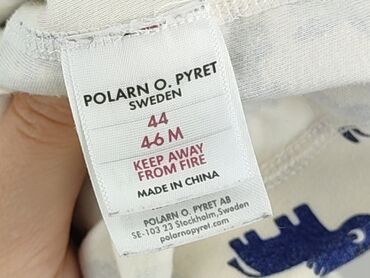 POLARN O. PYRET
SWEDEN
44
4-6 M
KEEP AWAY
FROM FIRE
MADE IN CHINA
POLARN O. PYRET AB
SE-103 23 Stockholm, Sweden
polarnopyret.com